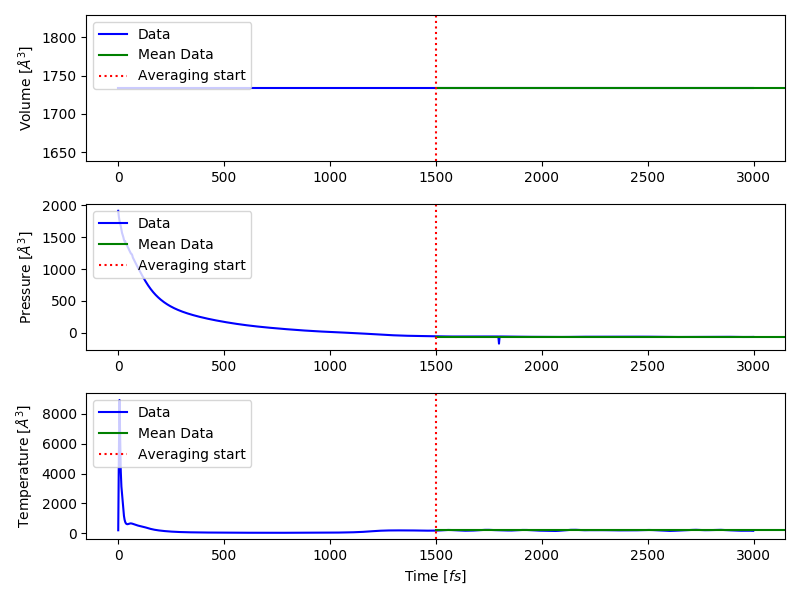 Volume [Å³]
1800
1750
1700
1650
Data
Mean Data
Averaging start
0 500 1000 1500 2000 2500 3000
Pressure [Å³]
2000
1500
1000
500
0
Data
Mean Data
Averaging start
0 500 1000 1500 2000 2500 3000
Temperature [Å³]
8000
6000
4000
2000
0
Data
Mean Data
Averaging start
0 500 1000 1500 2000 2500 3000
Time [fs]